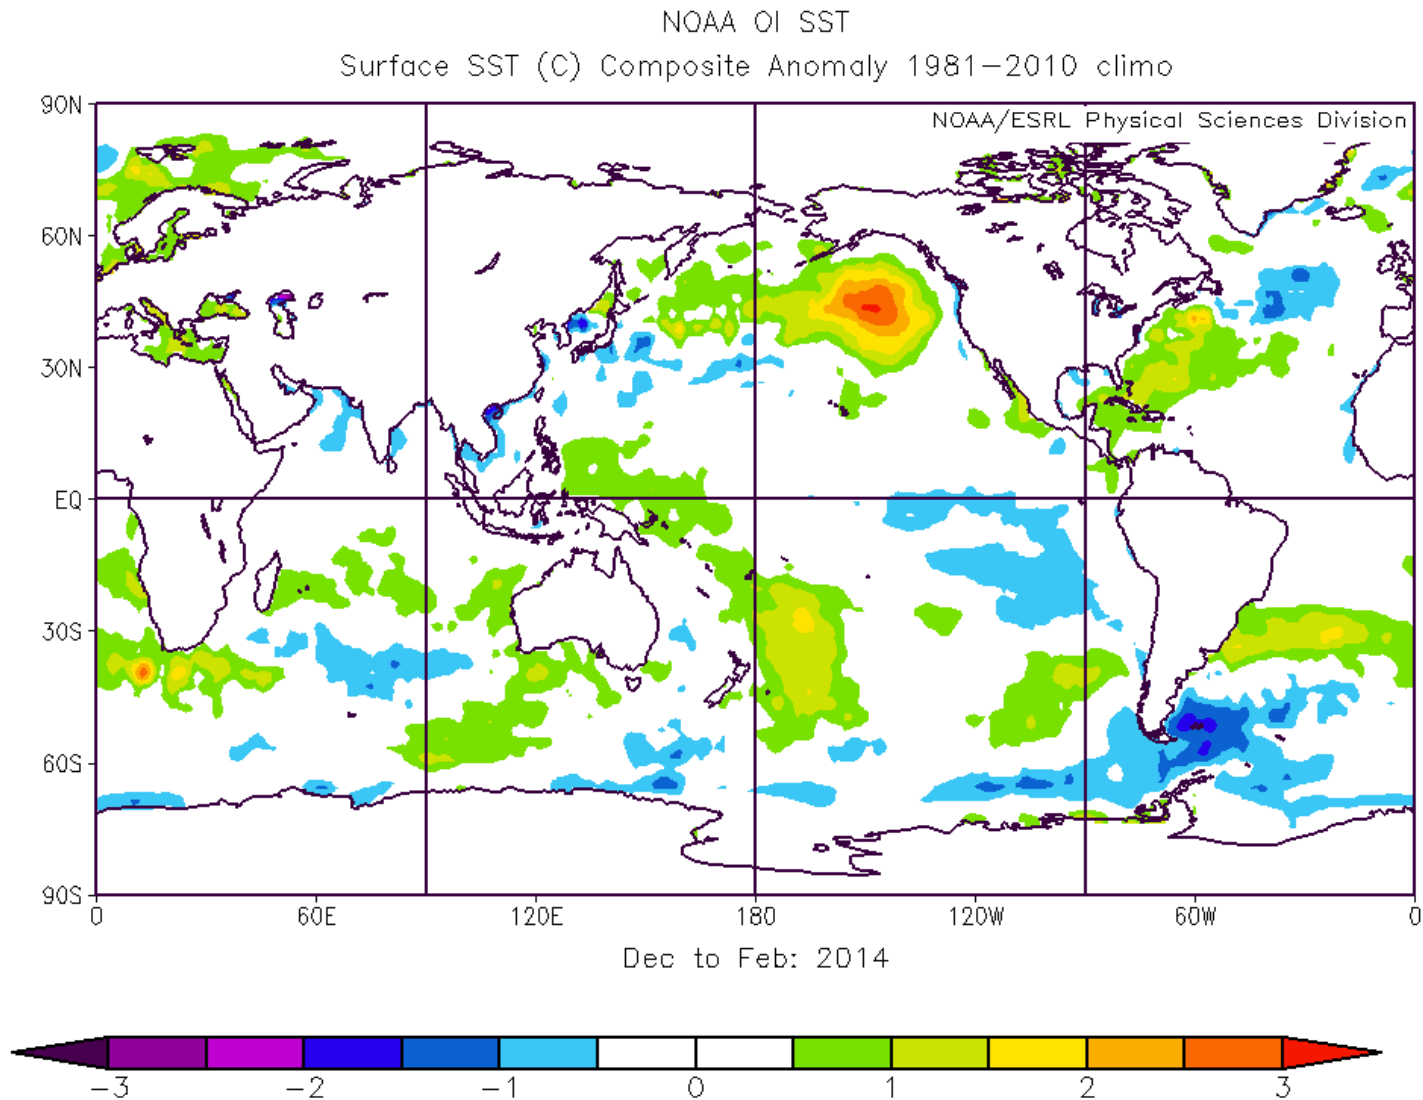 NOAA OI SST
Surface SST (C) Composite Anomaly 1981-2010 climo
NOAA/ESRL Physical Sciences Division
90N
60N
30N
EQ
30S
60S
90S
0 60E 120E 180 120W 60W 0
Dec to Feb: 2014
-3 -2 -1 0 1 2 3